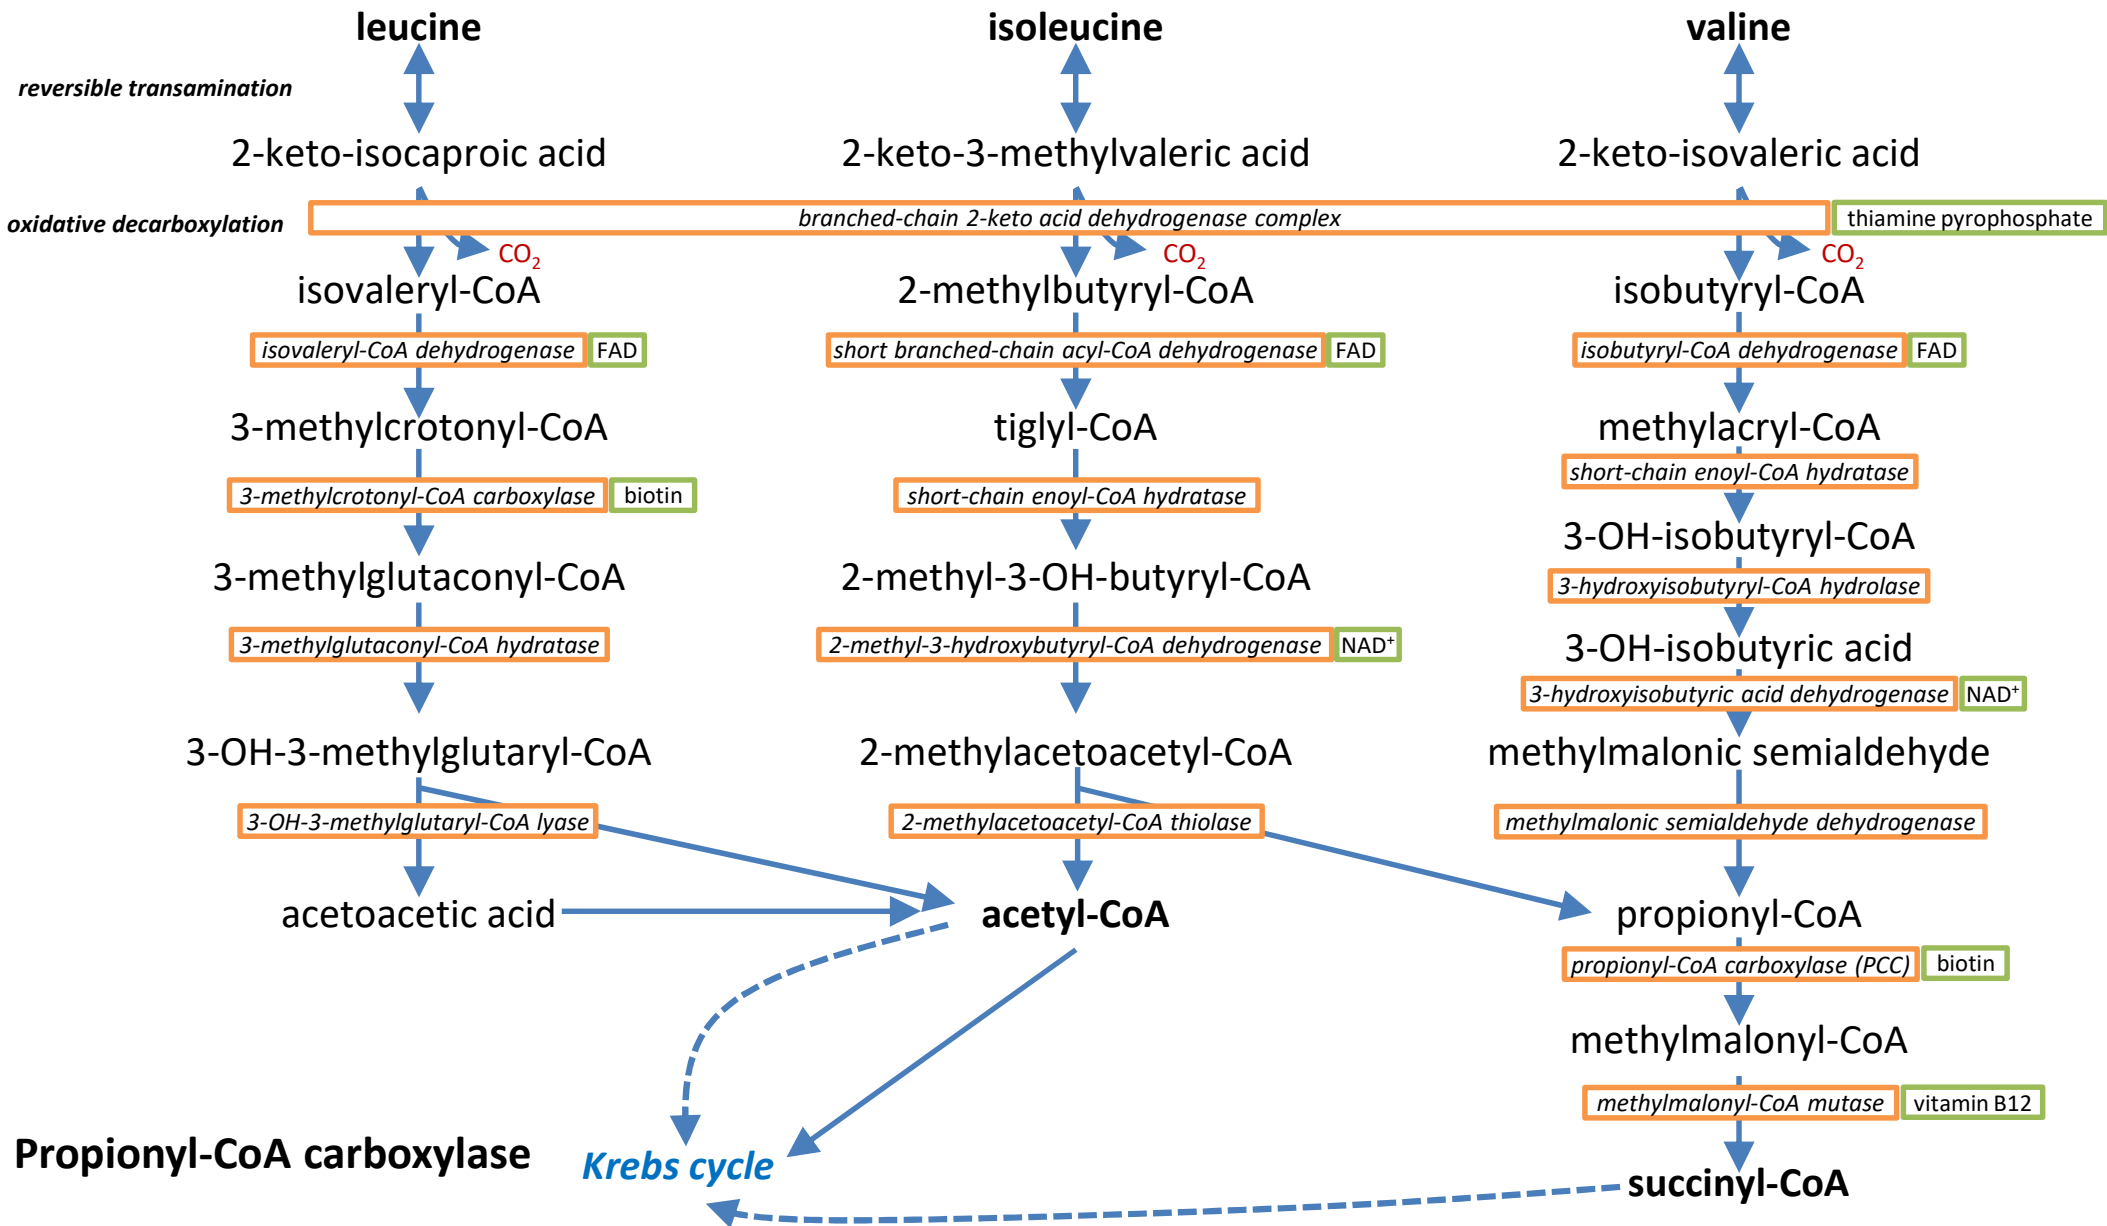 leucine isoleucine valine
reversible transamination
2-keto-isocaproic acid 2-keto-3-methylvaleric acid 2-keto-isovaleric acid
oxidative decarboxylation branched-chain 2-keto acid dehydrogenase complex thiamine pyrophosphate
CO₂ CO₂ CO₂
isovaleryl-CoA 2-methylbutyryl-CoA isobutyryl-CoA
isovaleryl-CoA dehydrogenase FAD short branched-chain acyl-CoA dehydrogenase FAD isobutyryl-CoA dehydrogenase FAD
3-methylcrotonyl-CoA tiglyl-CoA methylacryl-CoA
short-chain enoyl-CoA hydratase
3-methylcrotonyl-CoA carboxylase biotin short-chain enoyl-CoA hydratase
3-OH-isobutyryl-CoA
3-methylglutaconyl-CoA 2-methyl-3-OH-butyryl-CoA 3-hydroxyisobutyryl-CoA hydrolase
3-methylglutaconyl-CoA hydratase 2-methyl-3-hydroxybutyryl-CoA dehydrogenase NAD⁺ 3-OH-isobutyric acid
3-hydroxyisobutyric acid dehydrogenase NAD⁺
3-OH-3-methylglutaryl-CoA 2-methylacetoacetyl-CoA methylmalonic semialdehyde
3-OH-3-methylglutaryl-CoA lyase 2-methylacetoacetyl-CoA thiolase methylmalonic semialdehyde dehydrogenase
acetoacetic acid acetyl-CoA propionyl-CoA
propionyl-CoA carboxylase (PCC) biotin
methylmalonyl-CoA
methylmalonyl-CoA mutase vitamin B12
Propionyl-CoA carboxylase Krebs cycle
succinyl-CoA